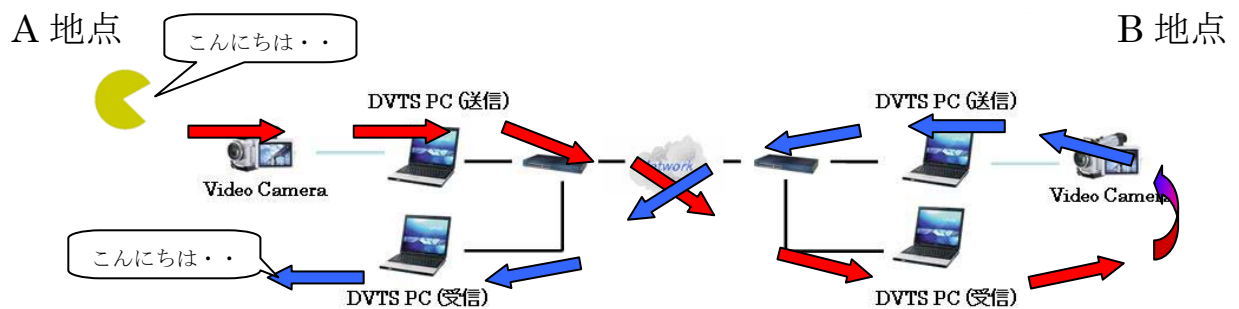 A 地点
B 地点
こんにちは・・
DVTS PC (送信)
DVTS PC (送信)
Network
Video Camera
Video Camera
こんにちは・・
DVTS PC (受信)
DVTS PC (受信)